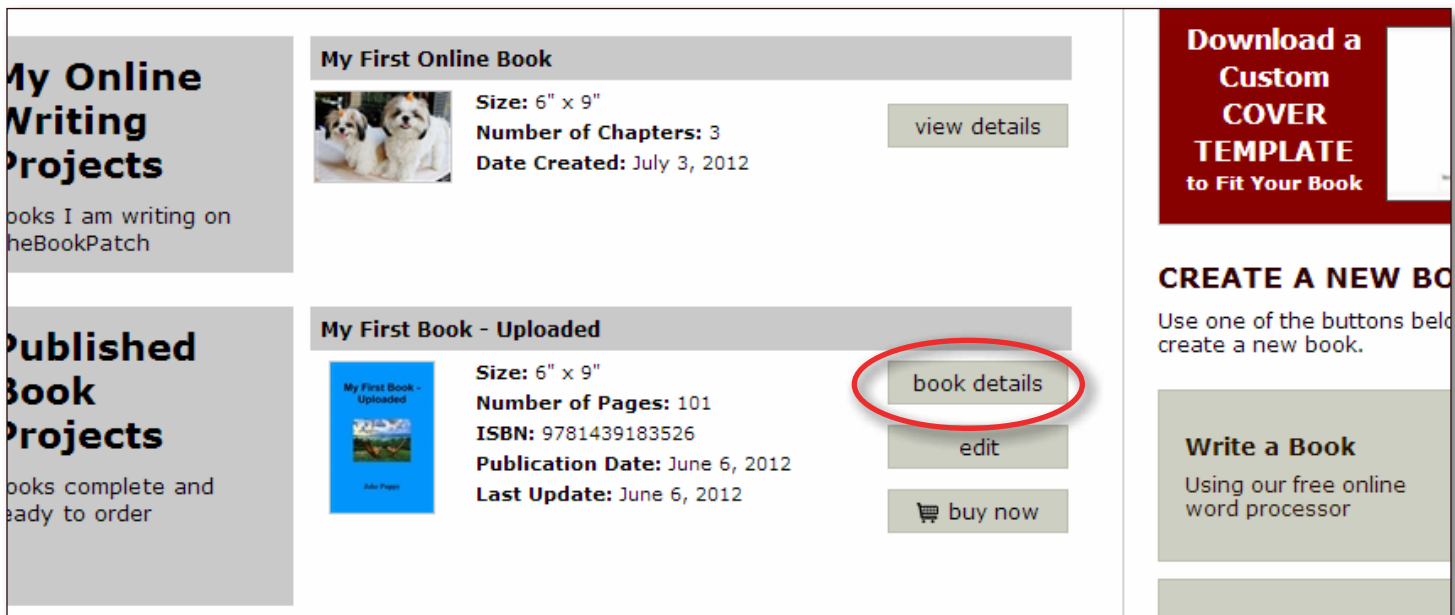 My Online
Writing
Projects
ooks I am writing on
heBookPatch
My First Online Book
Size: 6" x 9"
Number of Chapters: 3
Date Created: July 3, 2012
view details
Published
Book
Projects
ooks complete and
eady to order
My First Book - Uploaded
My First Book -
Uploaded
Size: 6" x 9"
Number of Pages: 101
ISBN: 9781439183526
Publication Date: June 6, 2012
Last Update: June 6, 2012
book details
edit
buy now
Download a
Custom
COVER
TEMPLATE
to Fit Your Book
CREATE A NEW BO
Use one of the buttons belo
create a new book.
Write a Book
Using our free online
word processor